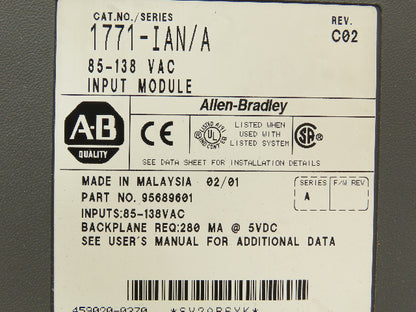 CAT.NO./SERIES
REV.
1771-IAN/A
C02
85-138 VAC
INPUT MODULE
Allen-Bradley
A-B
QUALITY
CE
UL
LISTED WHEN
USED WITH
LISTED SYSTEM
SA
SEE DATA SHEET FOR INSTALLATION DETAILS
MADE IN MALAYSIA 02/01
SERIES F/W REV
PART NO. 95689601
A
INPUTS:85-138VAC
BACKPLANE REQ:280 MA @ 5VDC
SEE USER'S MANUAL FOR ADDITIONAL DATA